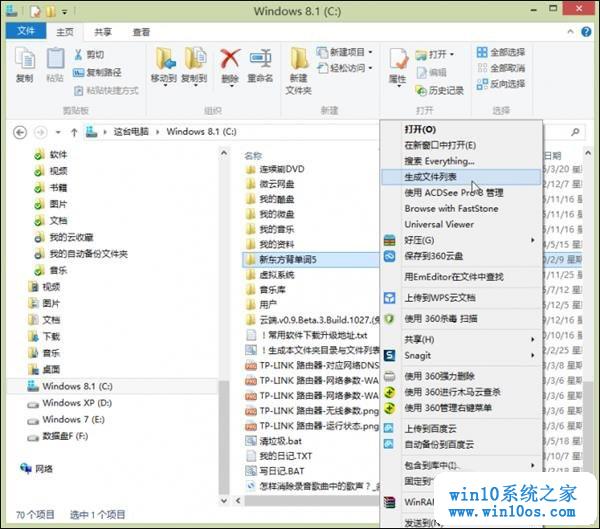 Windows 8.1 (C:)
文件
主页
共享
查看
复制
粘贴
剪切
复制路径
粘贴快捷方式
剪贴板
移动到
复制到
删除
重命名
组织
新建
文件夹
新建项目
轻松访问
新建
属性
打开
编辑
历史记录
打开
全部选择
全部取消
反向选择
选择
这台电脑
Windows 8.1 (C:)
软件
视频
书籍
图片
文档
我的云收藏
我的自动备份文件夹
音乐
视频
图片
文档
下载
音乐
桌面
Windows 8.1 (C:)
Windows XP (D:)
Windows 7 (E:)
数据盘F (F:)
网络
名称
连续剧DVD
微云网盘
我的酷盘
我的微盘
我的音乐
我的资料
新东方背单词5
虚拟系统
音乐库
用户
云端.v0.9.Beta.3.Build.1027.(免
！常用软件下载升级地址.txt
！生成本文件夹目录与文件列表
TP-LINK 路由器-对应网络DNS
TP-LINK 路由器-网络参数-WA
TP-LINK 路由器-网络参数-WA
TP-LINK 路由器-无线参数.png
TP-LINK 路由器-运行状态.png
清垃圾.bat
我的日记.TXT
写日记.BAT
怎样消除录音歌曲中的歌声？_
打开(O)
在新窗口中打开(E)
搜索 Everything...
生成文件列表
使用 ACDSee Pro 8 管理
Browse with FastStone
Universal Viewer
好压(G)
保存到360云盘
用EmEditor在文件中查找
上传到WPS云文档
使用 360杀毒 扫描
共享(H)
Snagit
使用 360强力删除
使用 360进行木马云查杀
使用 360管理右键菜单
上传到百度云
自动备份到百度云
包含到库中(I)
固定到
WinRAR
发送到(N)
日期
70 个项目
选中 1 个项目
win10系统之家
www.win10os.com